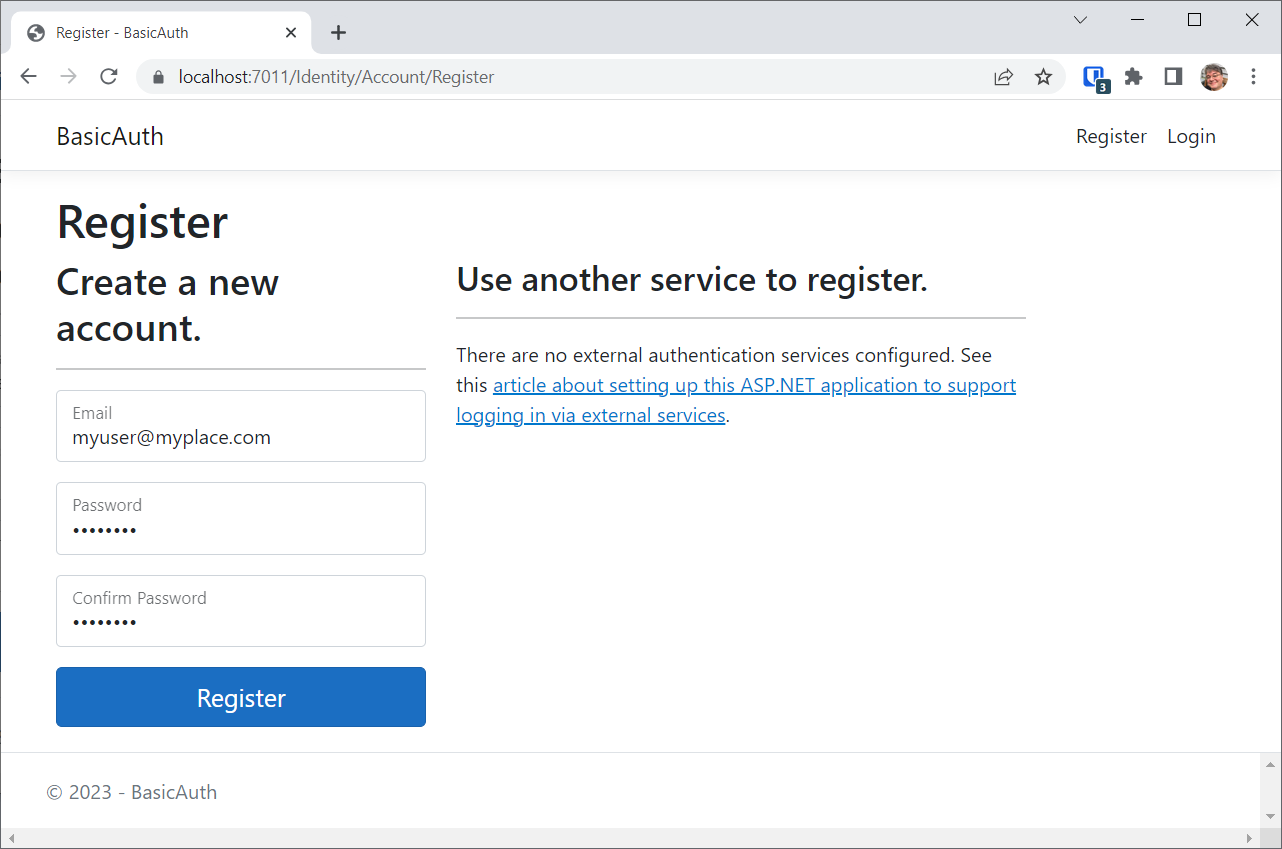 Register - BasicAuth
localhost:7011/Identity/Account/Register
3
BasicAuth
Register
Login
Register
Create a new
account.
Email
myuser@myplace.com
Password
••••••••
Confirm Password
••••••••
Register
Use another service to register.
There are no external authentication services configured. See
this article about setting up this ASP.NET application to support
logging in via external services.
© 2023 - BasicAuth